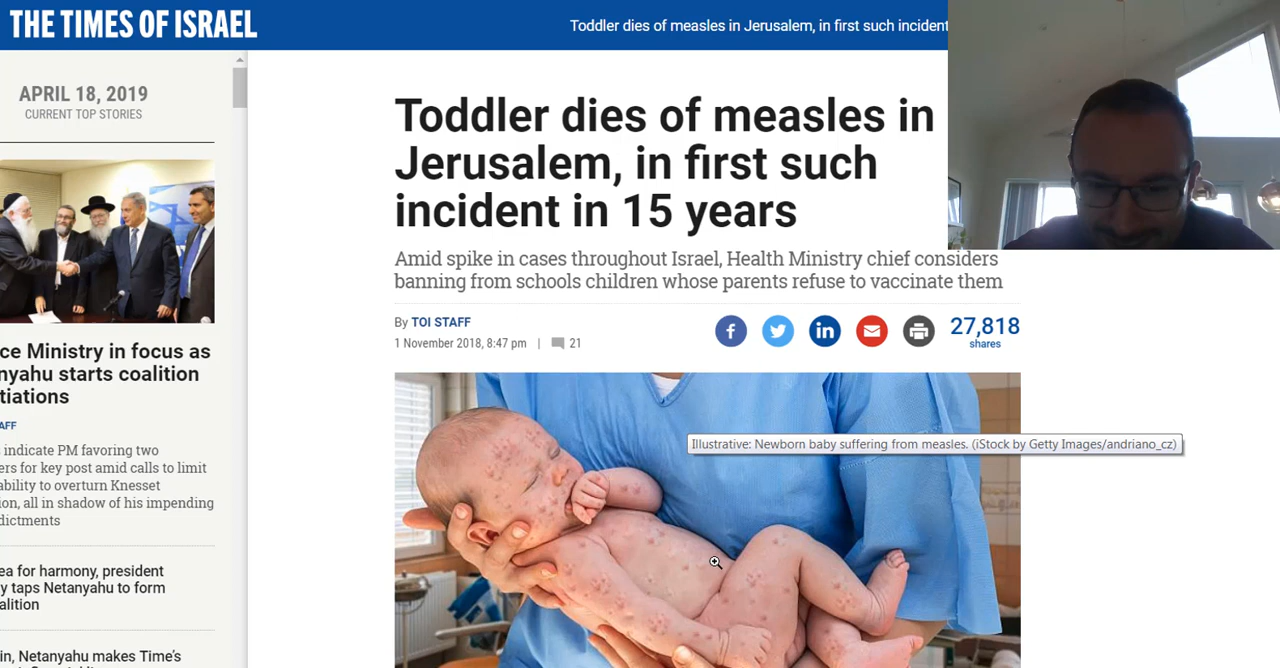 THE TIMES OF ISRAEL
Toddler dies of measles in Jerusalem, in first such incident
APRIL 18, 2019
CURRENT TOP STORIES
ce Ministry in focus as
nyahu starts coalition
tiations
AFF
indicate PM favoring two
ers for key post amid calls to limit
ability to overturn Knesset
ion, all in shadow of his impending
dictments
ea for harmony, president
y taps Netanyahu to form
alition
in, Netanyahu makes Time's
Toddler dies of measles in
Jerusalem, in first such
incident in 15 years
Amid spike in cases throughout Israel, Health Ministry chief considers
banning from schools children whose parents refuse to vaccinate them
By TOI STAFF
1 November 2018, 8:47 pm | 21
27,818
shares
Illustrative: Newborn baby suffering from measles. (iStock by Getty Images/andriano_cz)